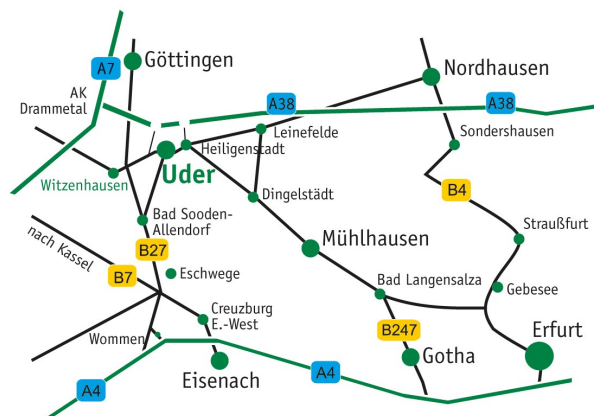 Göttingen
A7
AK
Drammetal
Nordhausen
A38
A38
Leinefelde
Sondershausen
Heiligenstadt
Uder
Witzenhausen
Dingelstädt
B4
Bad Sooden-
Allendorf
Straußfurt
Mühlhausen
B27
nach Kassel
B7
Eschwege
Bad Langensalza
Gebesee
Creuzburg
E.-West
Wommen
B247
Erfurt
Gotha
Eisenach
A4
A4